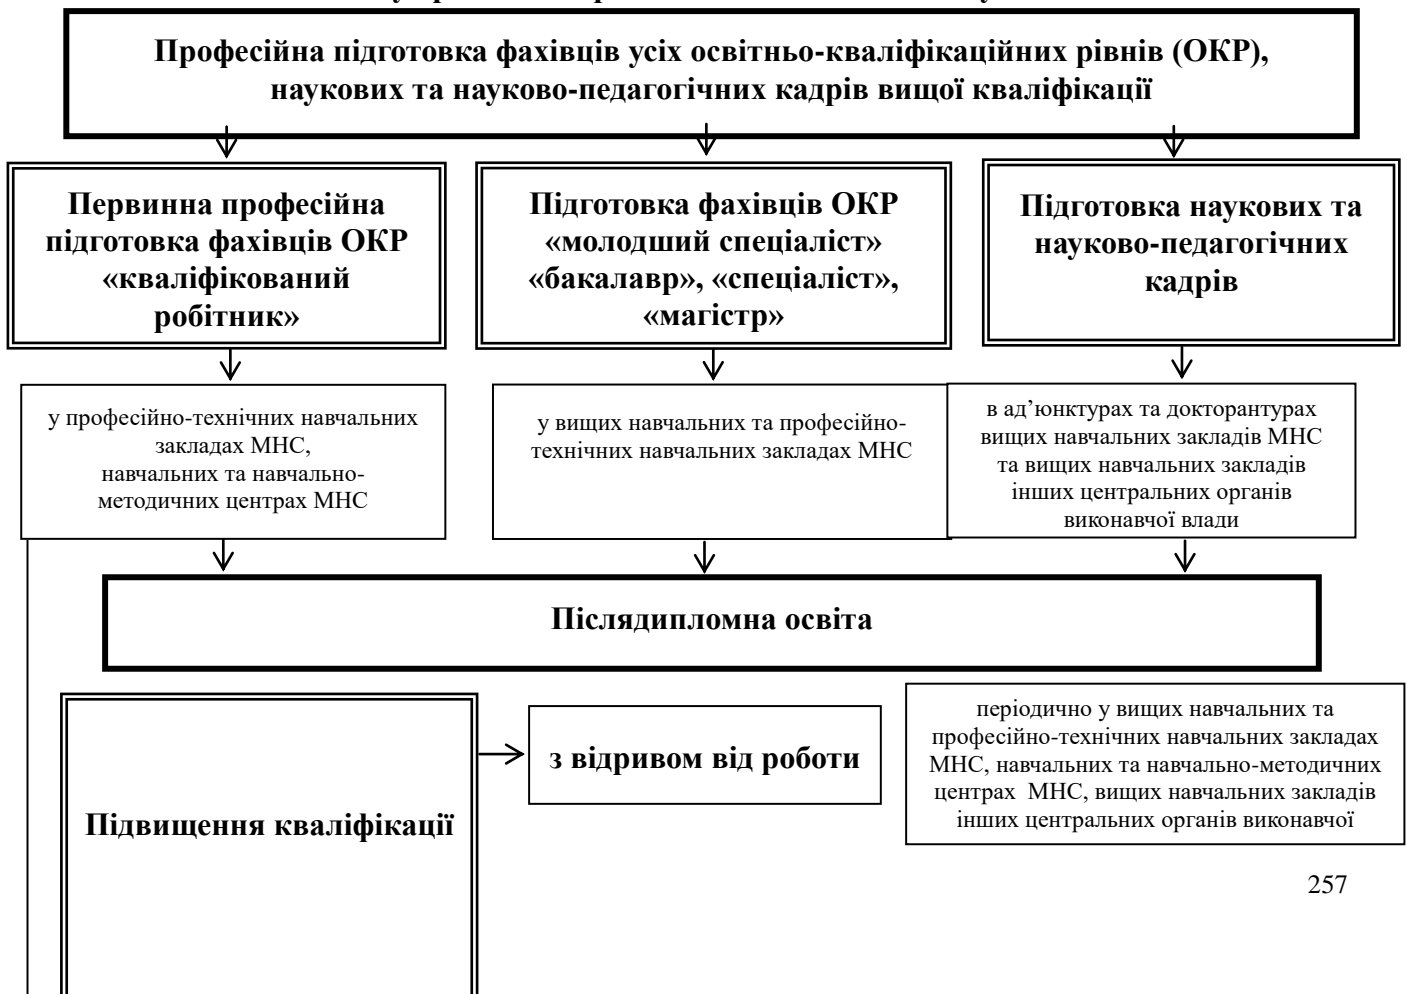 Професійна підготовка фахівців усіх освітньо-кваліфікаційних рівнів (ОКР),
наукових та науково-педагогічних кадрів вищої кваліфікації
Первинна професійна
підготовка фахівців ОКР
«кваліфікований
робітник»
Підготовка фахівців ОКР
«молодший спеціаліст»
«бакалавр», «спеціаліст»,
«магістр»
Підготовка наукових та
науково-педагогічних
кадрів
у професійно-технічних навчальних
закладах МНС,
навчальних та навчально-
методичних центрах МНС
у вищих навчальних та професійно-
технічних навчальних закладах МНС
в ад’юнктурах та докторантурах
вищих навчальних закладів МНС
та вищих навчальних закладів
інших центральних органів
виконавчої влади
Післядипломна освіта
Підвищення кваліфікації
з відривом від роботи
періодично у вищих навчальних та
професійно-технічних навчальних закладах
МНС, навчальних та навчально-методичних
центрах МНС, вищих навчальних закладів
інших центральних органів виконавчої
257